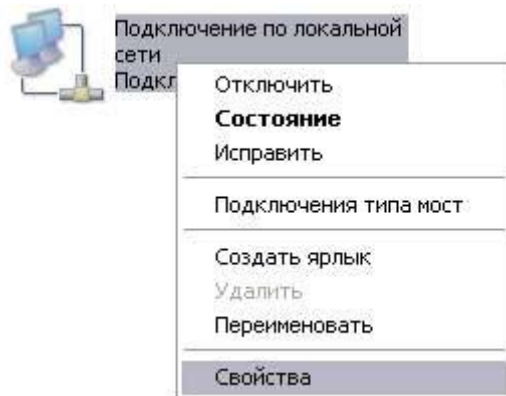 Подключение по локальной
сети
Подкл
Отключить
Состояние
Исправить
Подключения типа мост
Создать ярлык
Удалить
Переименовать
Свойства